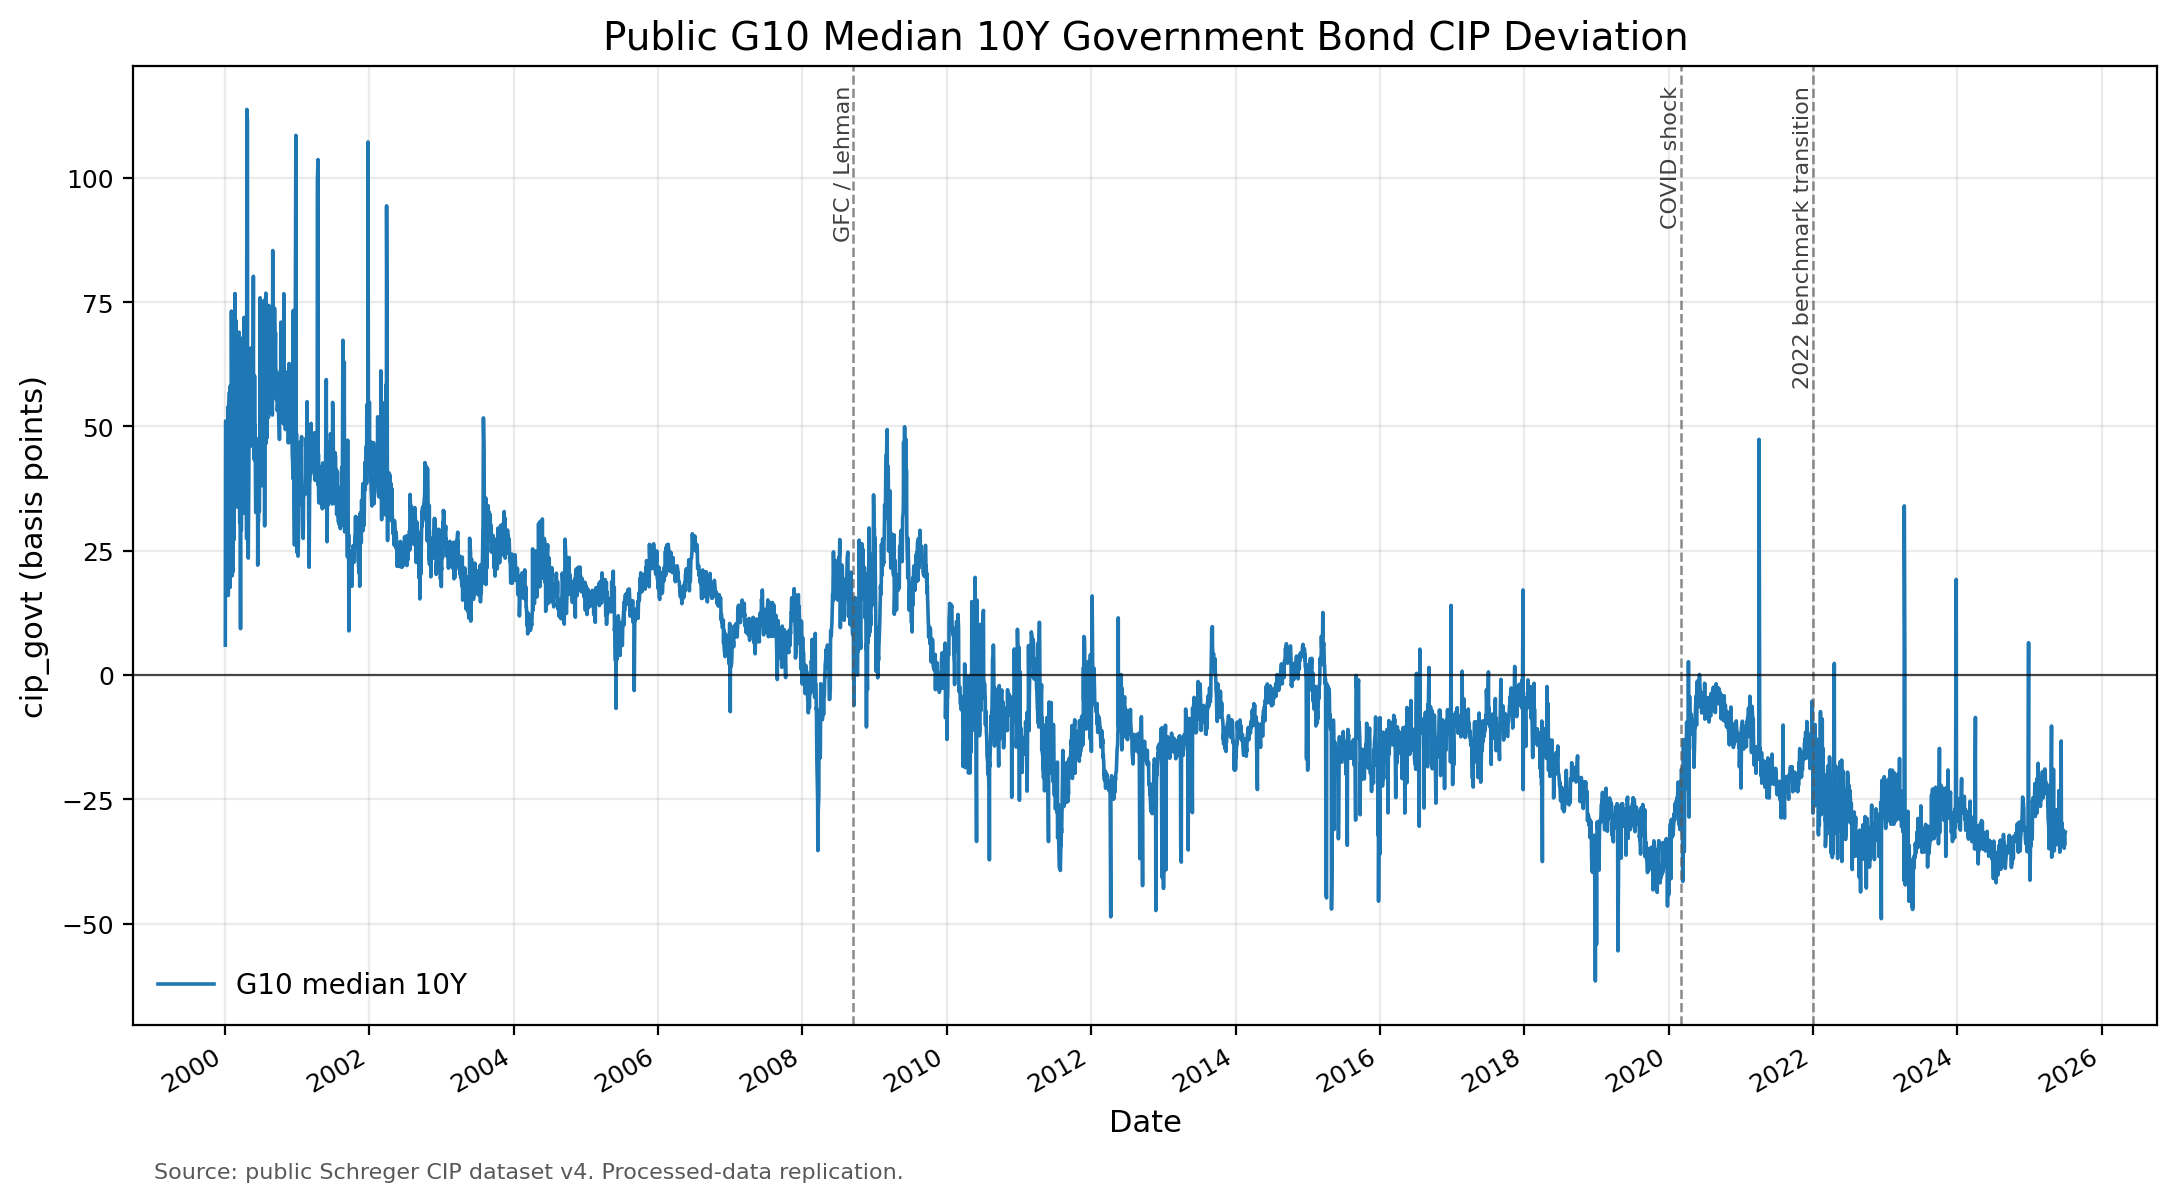 Public G10 Median 10Y Government Bond CIP Deviation
cip_govt (basis points)
100
75
50
25
0
−25
−50
GFC / Lehman
COVID shock
2022 benchmark transition
G10 median 10Y
2000
2002
2004
2006
2008
2010
2012
2014
2016
2018
2020
2022
2024
2026
Date
Source: public Schreger CIP dataset v4. Processed-data replication.